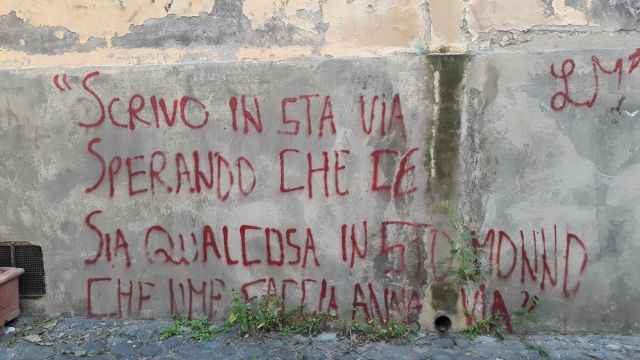 “SCRIVO IN STA VIA
SPERANDO CHE CE
SIA QUALCOSA IN STO MONNO
CHE NME FACCIA ANNA VIA”
LM